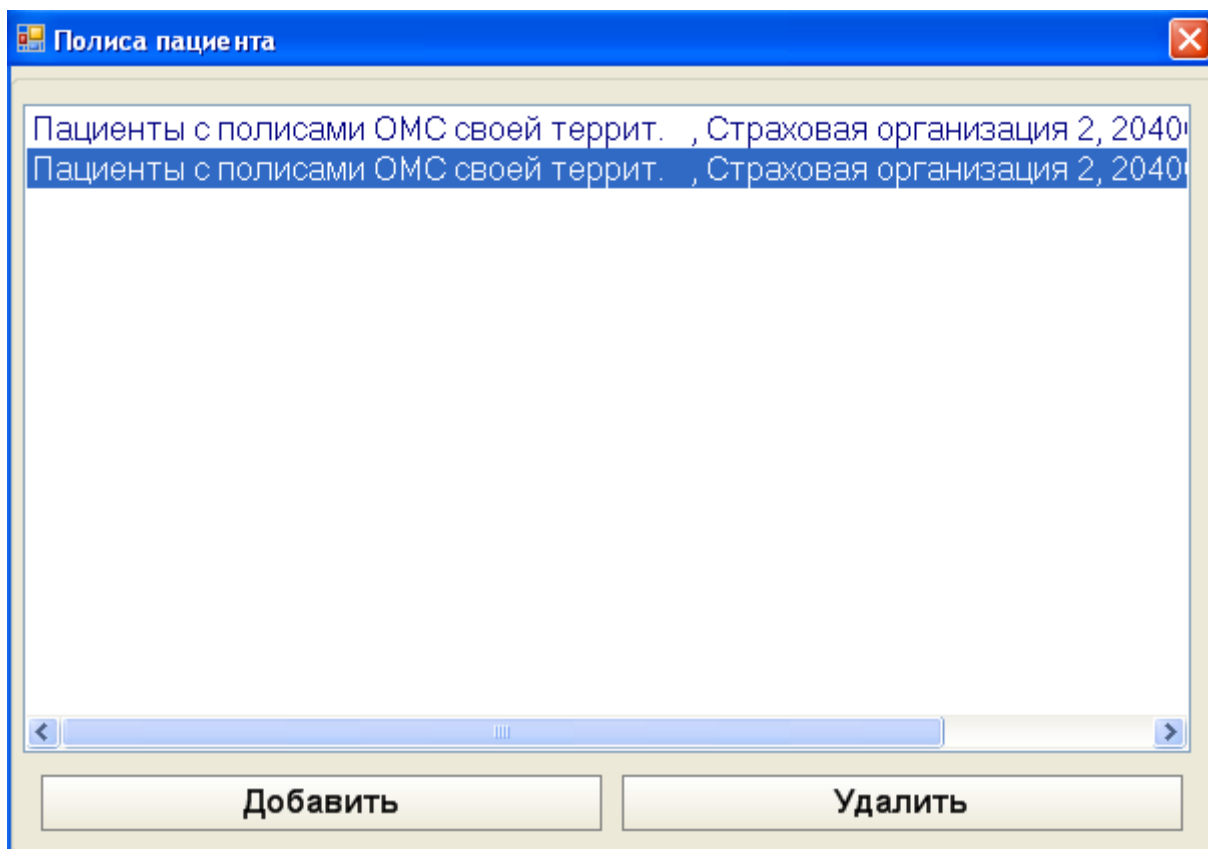 Полиса пациента
Пациенты с полисами ОМС своей террит. , Страховая организация 2, 2040
Пациенты с полисами ОМС своей террит. , Страховая организация 2, 2040
Добавить
Удалить